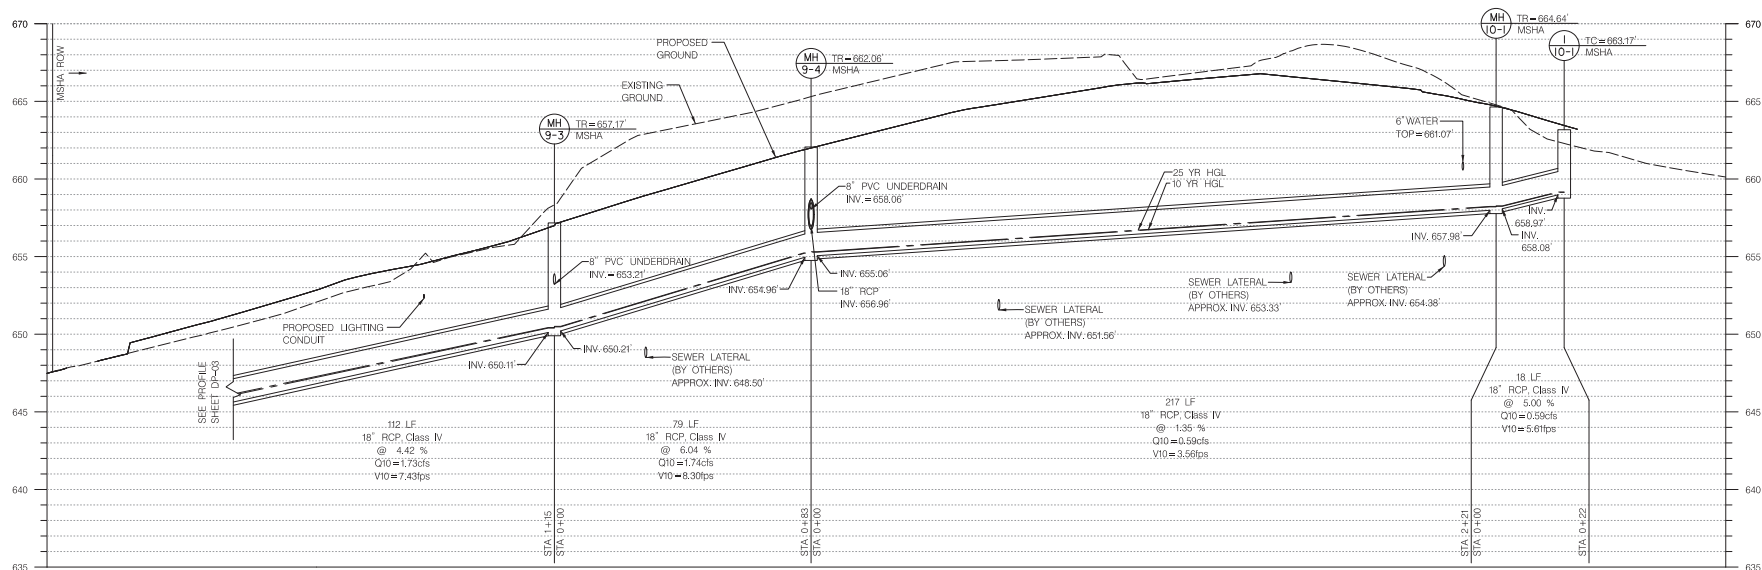 670
665
660
655
650
645
640
635
MSHA ROW
PROPOSED
GROUND
EXISTING
GROUND
MH
9-3
TR=657.17'
MSHA
MH
9-4
TR=662.06'
MSHA
MH
10-1
TR=664.64'
MSHA
I
10-1
TC=663.17'
MSHA
6" WATER
TOP=661.07'
8" PVC UNDERDRAIN
INV.=658.06'
25 YR HGL
10 YR HGL
INV.
658.97'
INV.
658.08'
INV. 657.98'
8" PVC UNDERDRAIN
INV.=653.21'
INV. 654.96'
INV. 655.06'
18" RCP
INV. 656.96'
PROPOSED LIGHTING
CONDUIT
SEWER LATERAL
(BY OTHERS)
APPROX. INV. 651.56'
SEWER LATERAL
(BY OTHERS)
APPROX. INV. 653.33'
SEWER LATERAL
(BY OTHERS)
APPROX. INV. 654.38'
INV. 650.11'
INV. 650.21'
SEWER LATERAL
(BY OTHERS)
APPROX. INV. 648.50'
SEE PROFILE
SHEET DP-03
112 LF
18" RCP, Class IV
@ 4.42 %
Q10=1.73cfs
V10=7.43fps
79 LF
18" RCP, Class IV
@ 6.04 %
Q10=1.74cfs
V10=8.30fps
217 LF
18" RCP, Class IV
@ 1.35 %
Q10=0.59cfs
V10=3.56fps
18 LF
18" RCP, Class IV
@ 5.00 %
Q10=0.59cfs
V10=5.61fps
STA 1+15
STA 0+00
STA 0+83
STA 0+00
STA 2+21
STA 0+00
STA 0+22
670
665
660
655
650
645
640
635